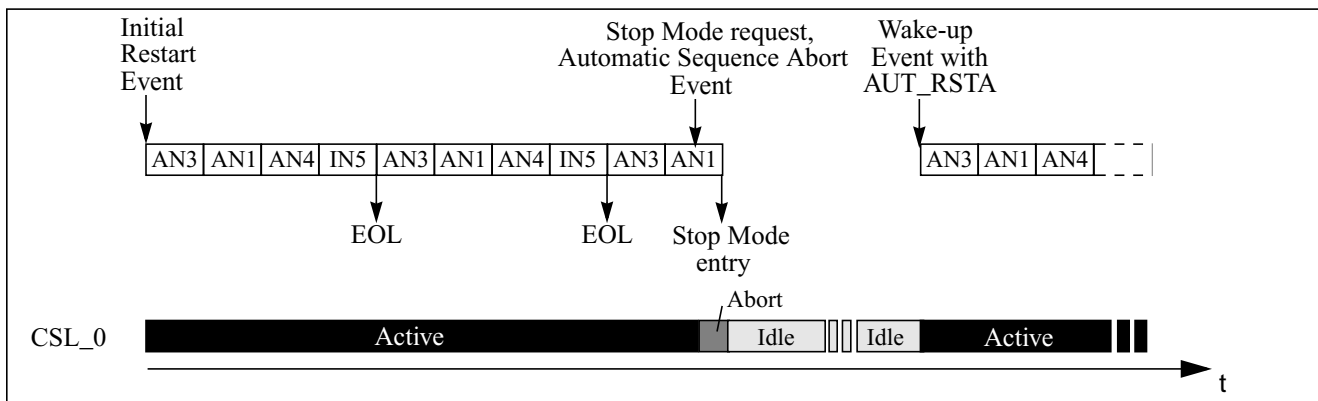 Initial
Restart
Event
Stop Mode request,
Automatic Sequence Abort
Event
Wake-up
Event with
AUT_RSTA
AN3 AN1 AN4 IN5 AN3 AN1 AN4 IN5 AN3 AN1
AN3 AN1 AN4
EOL
EOL
Stop Mode
entry
Abort
CSL_0
Active
Idle
Idle
Active
t